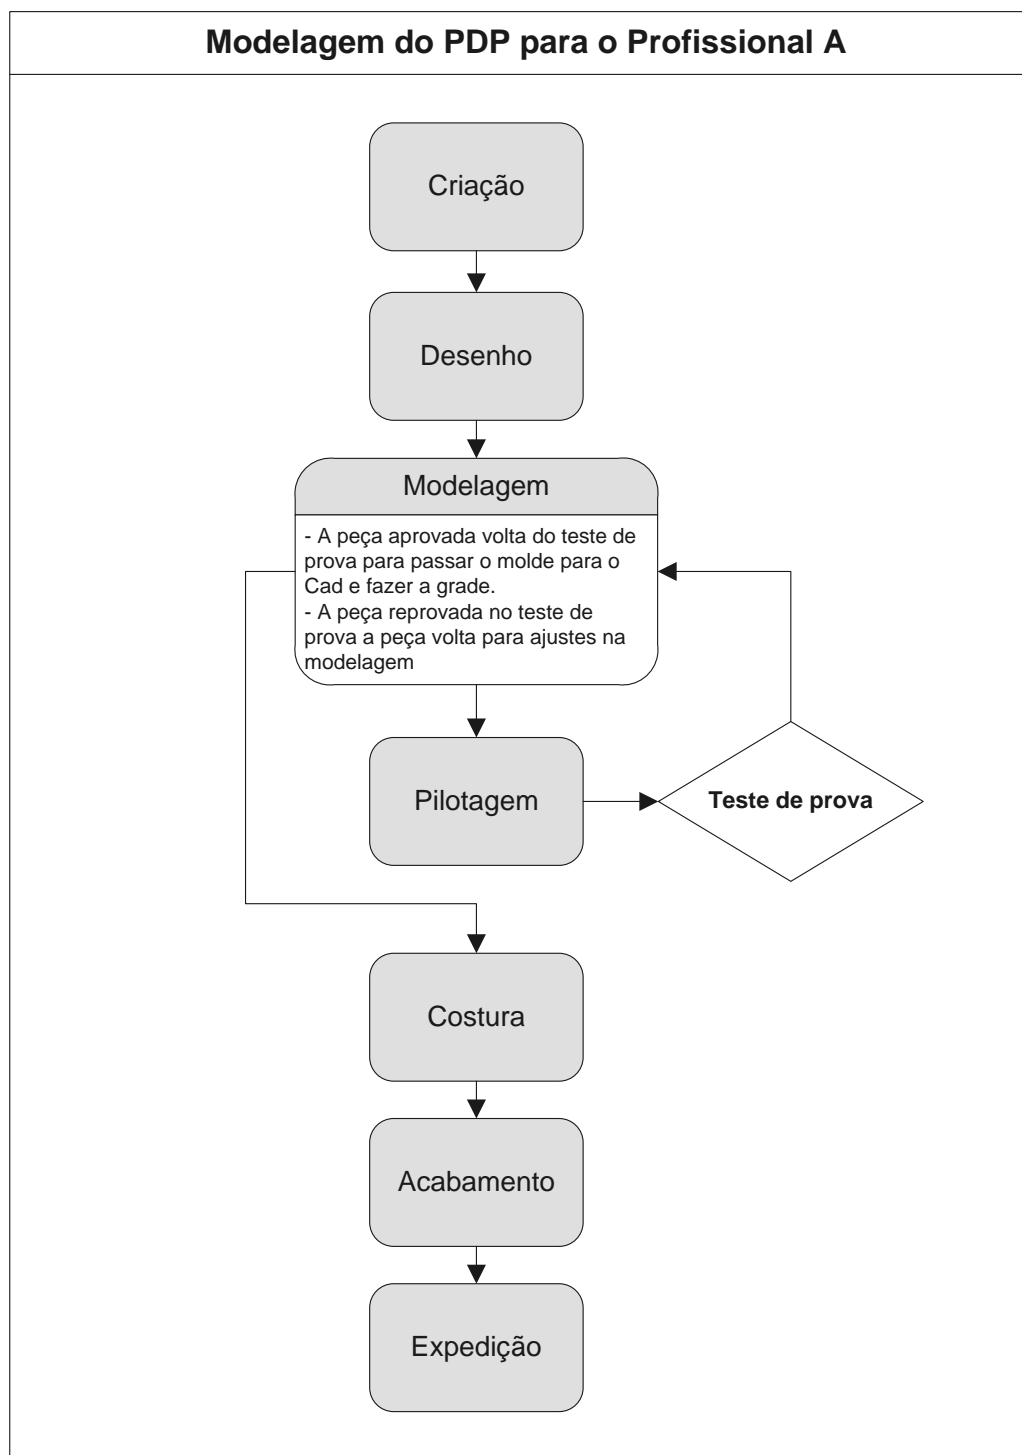 Modelagem do PDP para o Profissional A
Criação
Desenho
Modelagem
- A peça aprovada volta do teste de
prova para passar o molde para o
Cad e fazer a grade.
- A peça reprovada no teste de
prova a peça volta para ajustes na
modelagem
Pilotagem
Teste de prova
Costura
Acabamento
Expedição